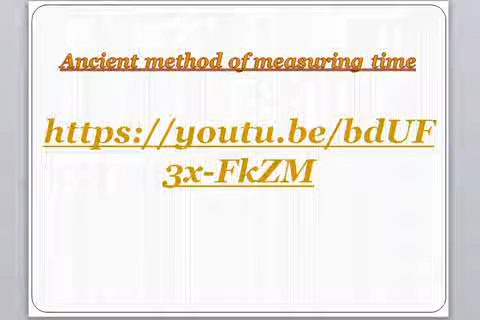 Ancient method of measuring time
https://youtu.be/bdUF
3x-FkZM